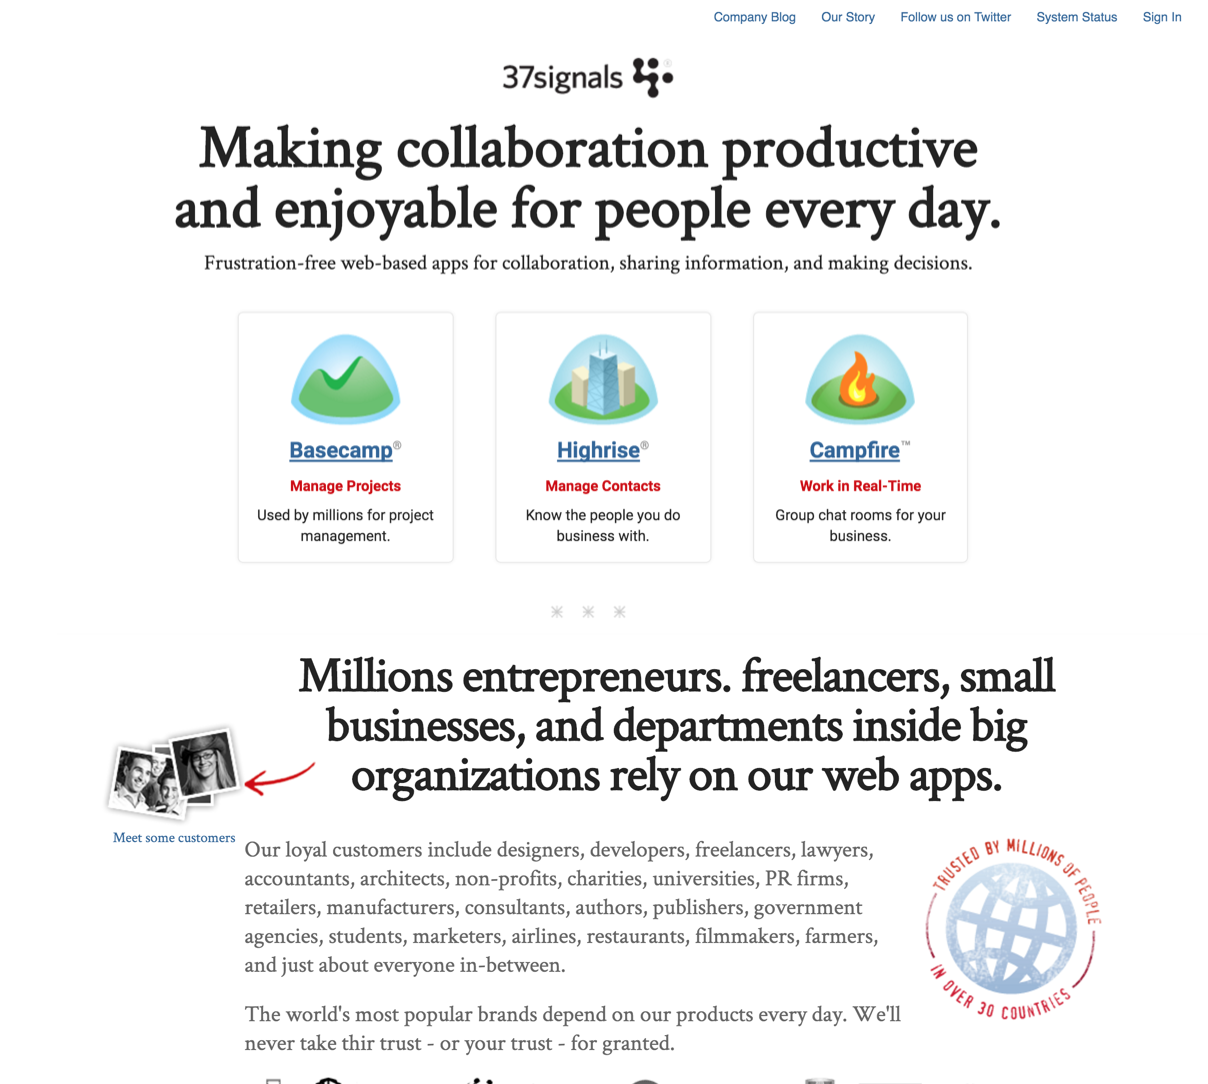 Company Blog Our Story Follow us on Twitter System Status Sign In
37signals ®
Making collaboration productive
and enjoyable for people every day.
Frustration-free web-based apps for collaboration, sharing information, and making decisions.
Basecamp®
Manage Projects
Used by millions for project
management.
Highrise®
Manage Contacts
Know the people you do
business with.
Campfire™
Work in Real-Time
Group chat rooms for your
business.
Millions entrepreneurs. freelancers, small
businesses, and departments inside big
organizations rely on our web apps.
Meet some customers
Our loyal customers include designers, developers, freelancers, lawyers,
accountants, architects, non-profits, charities, universities, PR firms,
retailers, manufacturers, consultants, authors, publishers, government
agencies, students, marketers, airlines, restaurants, filmmakers, farmers,
and just about everyone in-between.
TRUSTED BY MILLIONS OF PEOPLE
IN OVER 30 COUNTRIES
The world's most popular brands depend on our products every day. We'll
never take thir trust - or your trust - for granted.